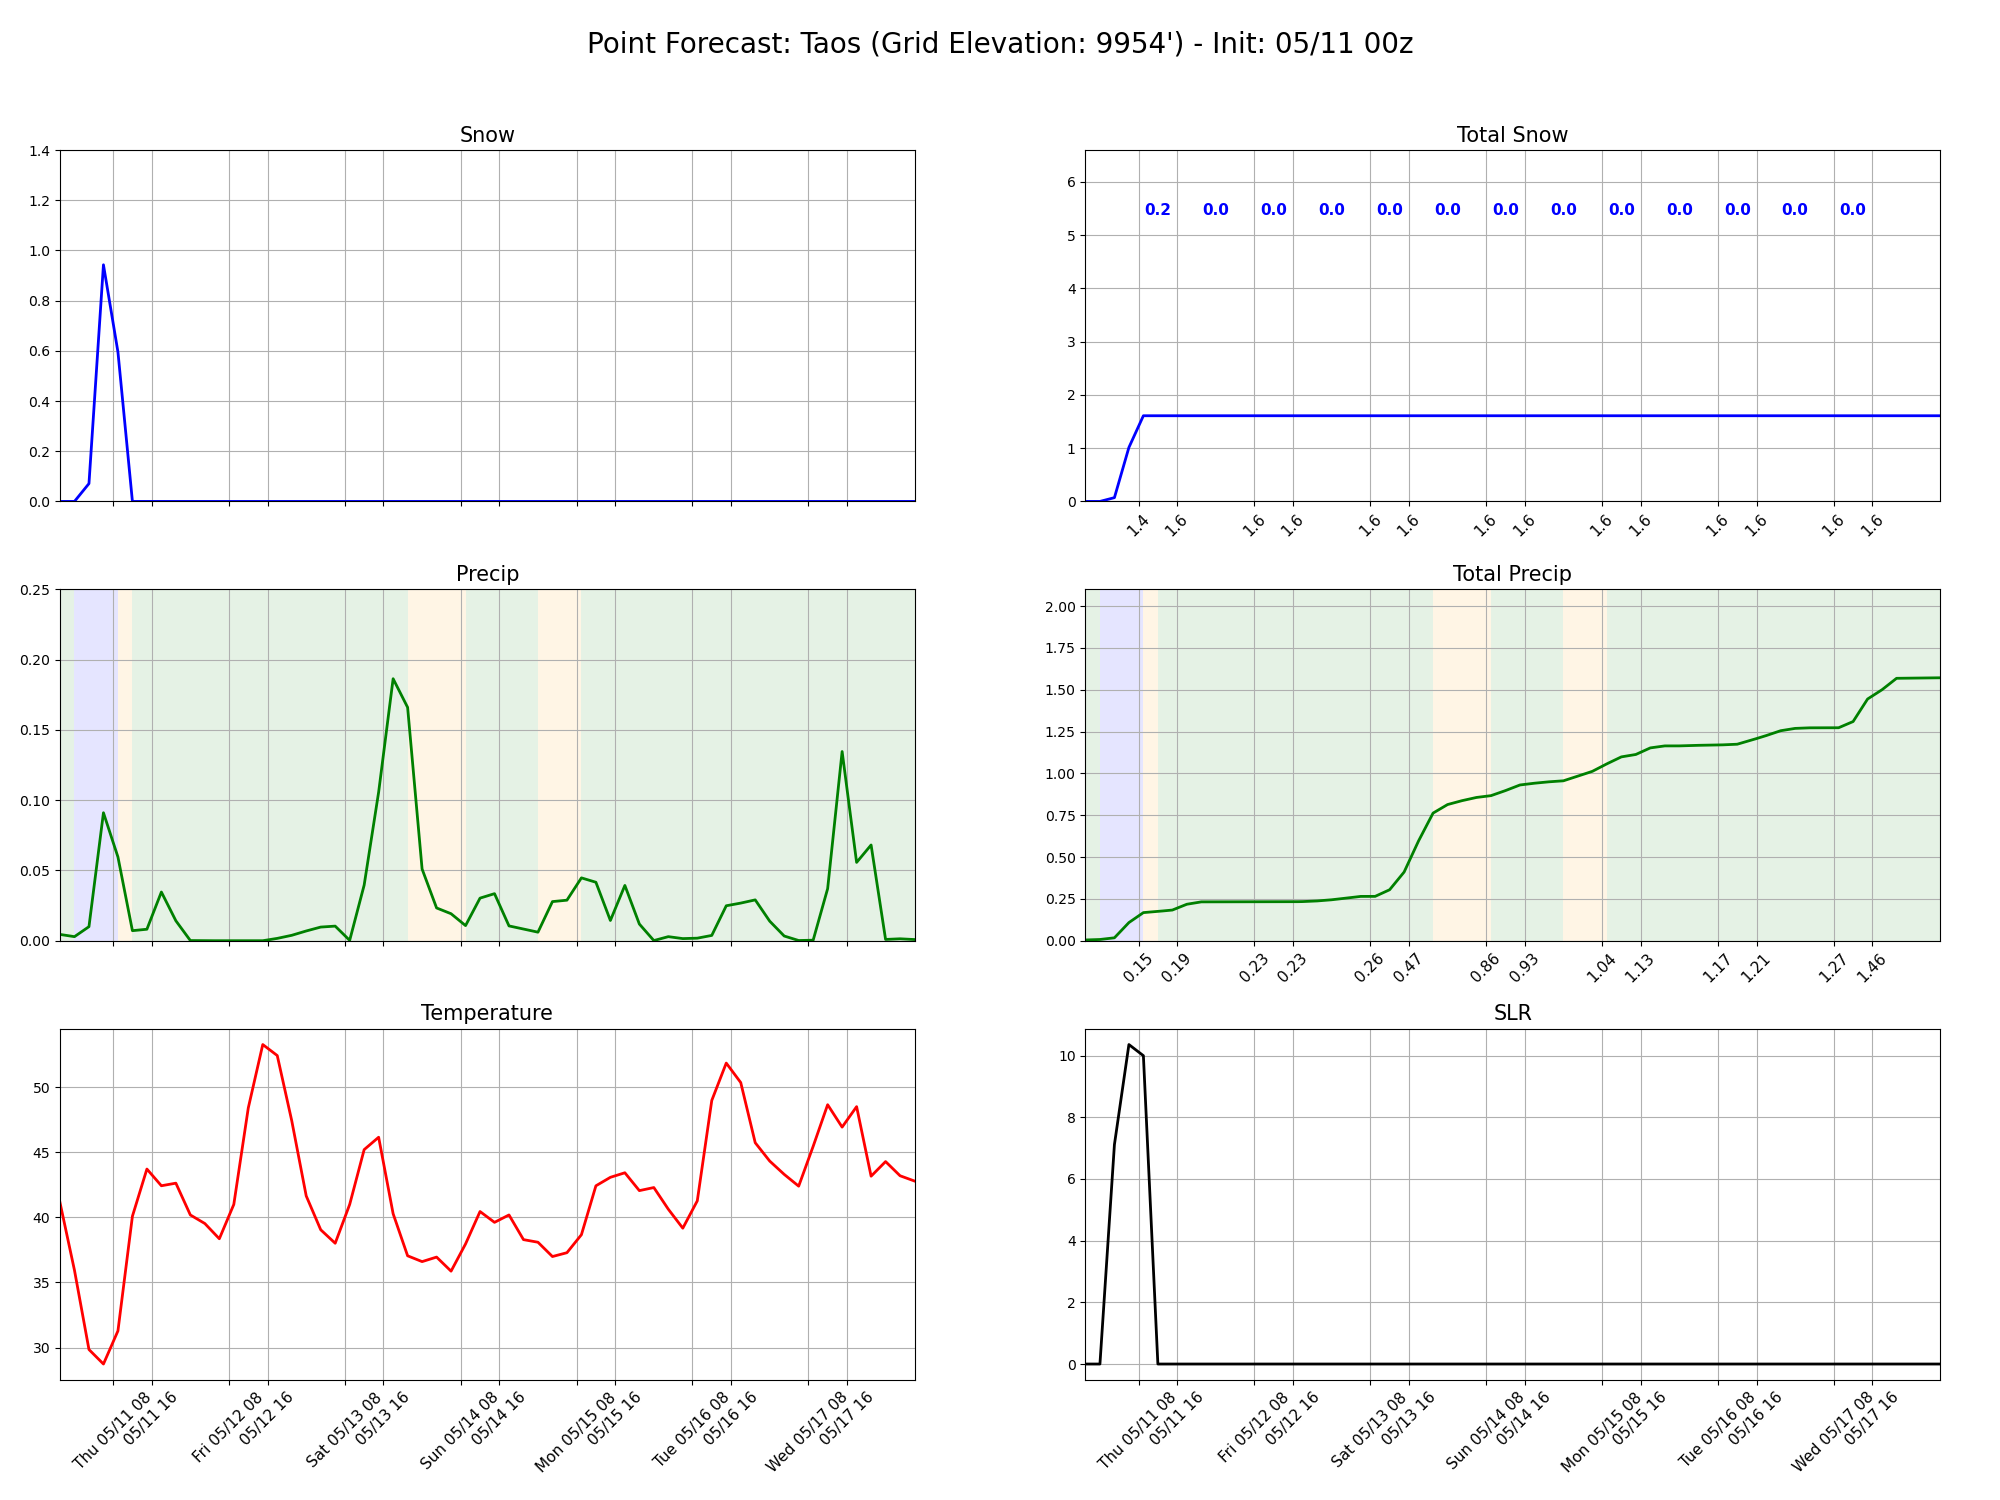 Point Forecast: Taos (Grid Elevation: 9954') - Init: 05/11 00z
Snow
1.4
1.2
1.0
0.8
0.6
0.4
0.2
0.0
Total Snow
6
5
4
3
2
1
0
0.2 0.0 0.0 0.0 0.0 0.0 0.0 0.0 0.0 0.0 0.0 0.0 0.0
1.4 1.6 1.6 1.6 1.6 1.6 1.6 1.6 1.6 1.6 1.6 1.6 1.6 1.6
Precip
0.25
0.20
0.15
0.10
0.05
0.00
Total Precip
2.00
1.75
1.50
1.25
1.00
0.75
0.50
0.25
0.00
0.15 0.19 0.23 0.23 0.26 0.47 0.86 0.93 1.04 1.13 1.17 1.21 1.27 1.46
Temperature
50
45
40
35
30
Thu 05/11 08
05/11 16
Fri 05/12 08
05/12 16
Sat 05/13 08
05/13 16
Sun 05/14 08
05/14 16
Mon 05/15 08
05/15 16
Tue 05/16 08
05/16 16
Wed 05/17 08
05/17 16
SLR
10
8
6
4
2
0
Thu 05/11 08
05/11 16
Fri 05/12 08
05/12 16
Sat 05/13 08
05/13 16
Sun 05/14 08
05/14 16
Mon 05/15 08
05/15 16
Tue 05/16 08
05/16 16
Wed 05/17 08
05/17 16